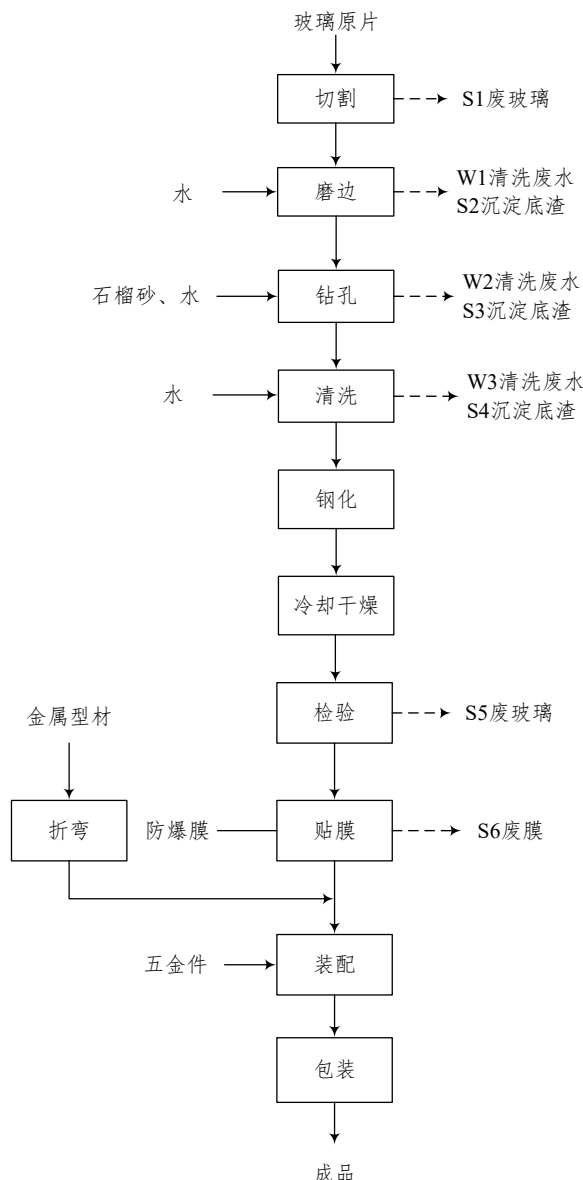 玻璃原片
切割
S1废玻璃
水
磨边
W1清洗废水
S2沉淀底渣
石榴砂、水
钻孔
W2清洗废水
S3沉淀底渣
水
清洗
W3清洗废水
S4沉淀底渣
钢化
冷却干燥
金属型材
检验
S5废玻璃
折弯
防爆膜
贴膜
S6废膜
五金件
装配
包装
成品